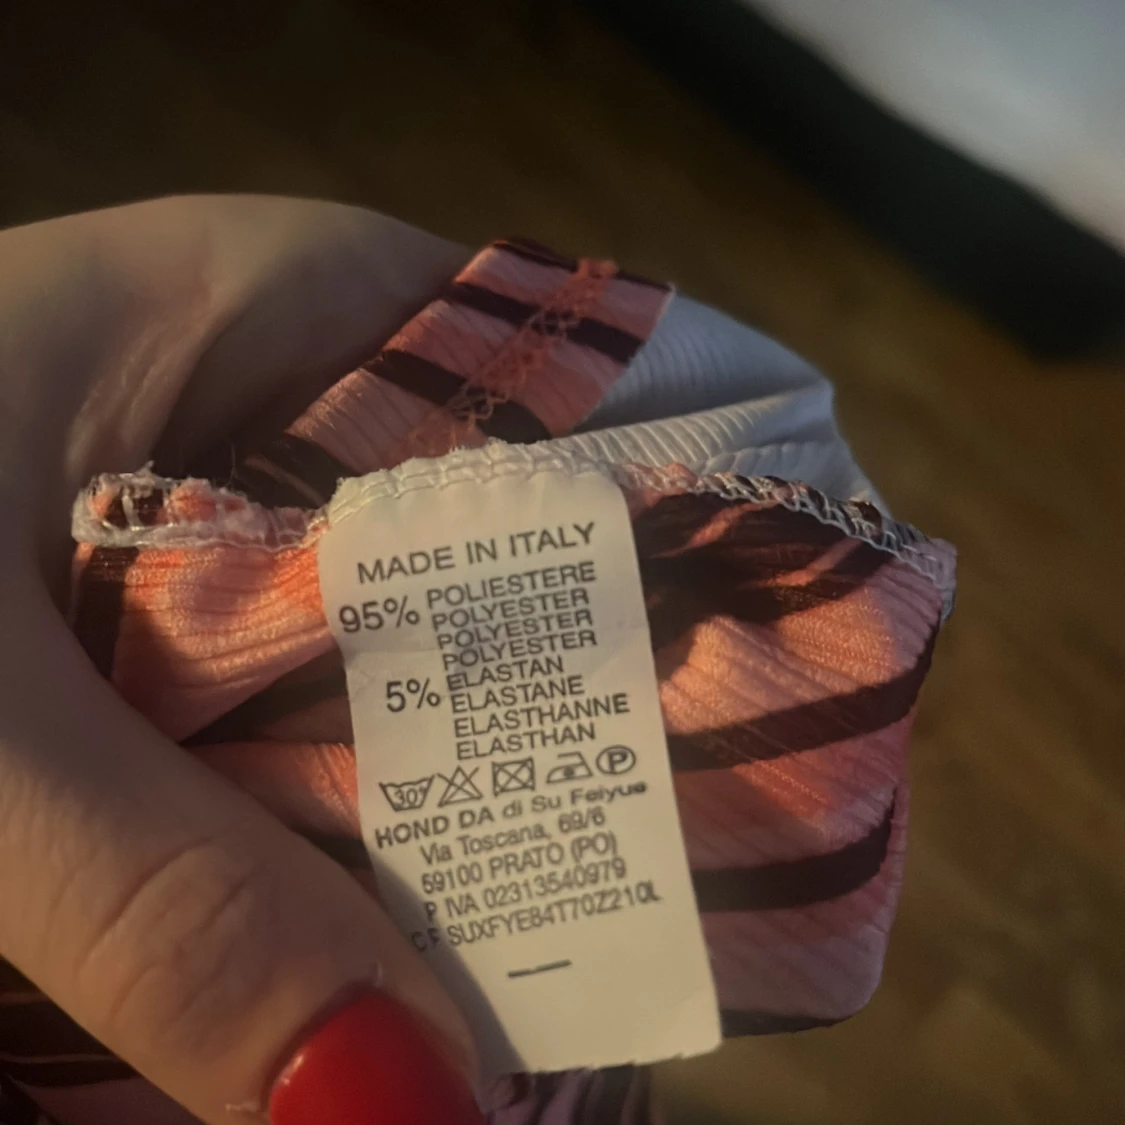 MADE IN ITALY
95% POLIESTERE
POLYESTER
POLYESTER
POLYESTER
5% ELASTAN
ELASTANE
ELASTHANNE
ELASTHAN
30° P
HOND DA di Su Feiyue
Via Toscana, 69/6
59100 PRATO (PO)
P IVA 02313540979
C F SUXFYE84T70Z210L